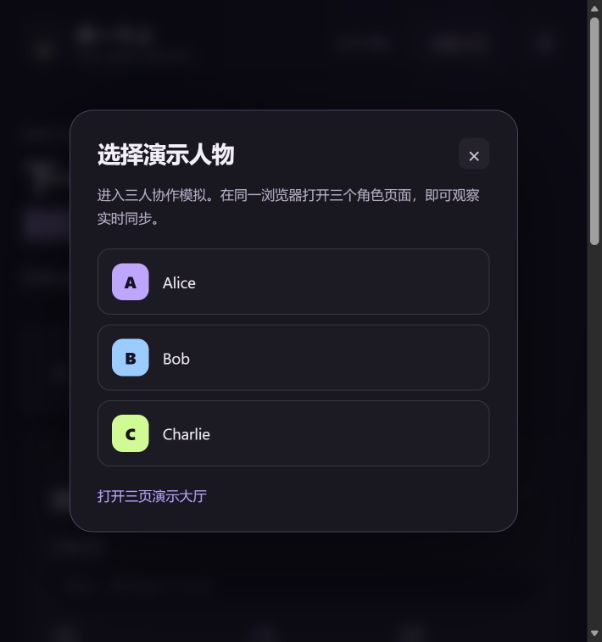 选择演示人物
×
进入三人协作模拟。在同一浏览器打开三个角色页面，即可观察
实时同步。
A Alice
B Bob
C Charlie
打开三页演示大厅